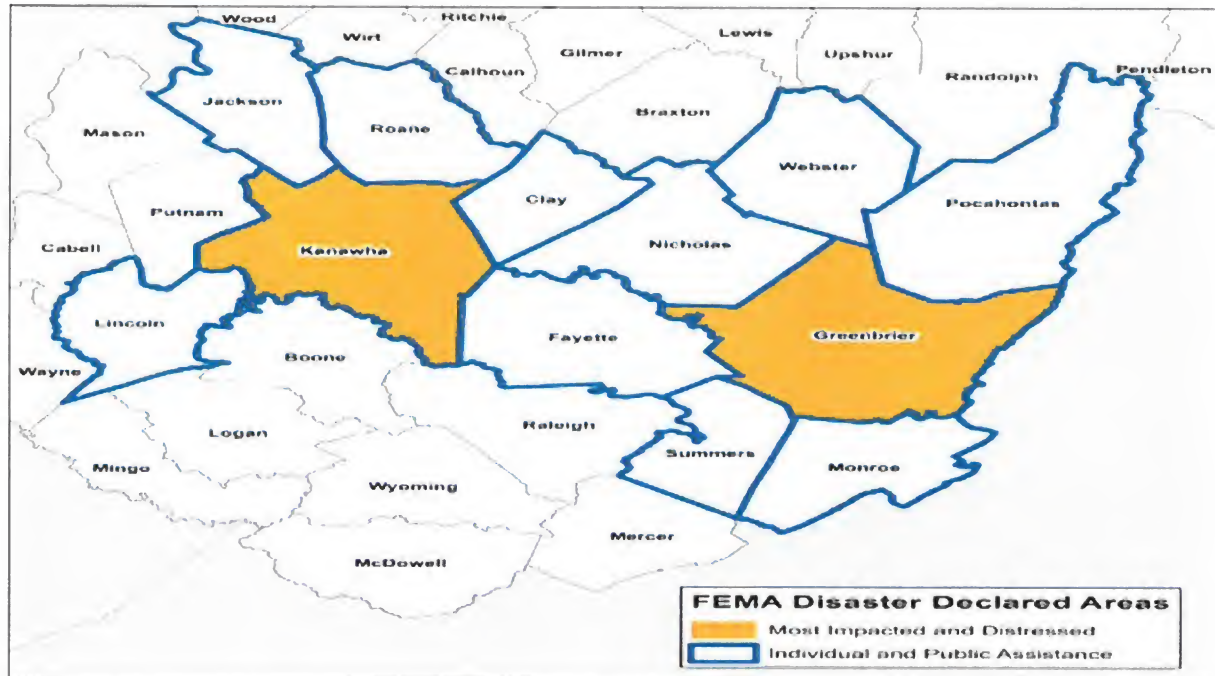 Wood
Ritchie
Wirt
Lewis
Gilmer
Upshur
Calhoun
Randolph
Pendleton
Jackson
Braxton
Mason
Roane
Webster
Clay
Pocahontas
Putnam
Nicholas
Cabell
Kanawha
Lincoln
Greenbrier
Fayette
Boone
Wayne
Raleigh
Logan
Summers
Mingo
Monroe
Wyoming
Mercer
McDowell
FEMA Disaster Declared Areas
Most Impacted and Distressed
Individual and Public Assistance